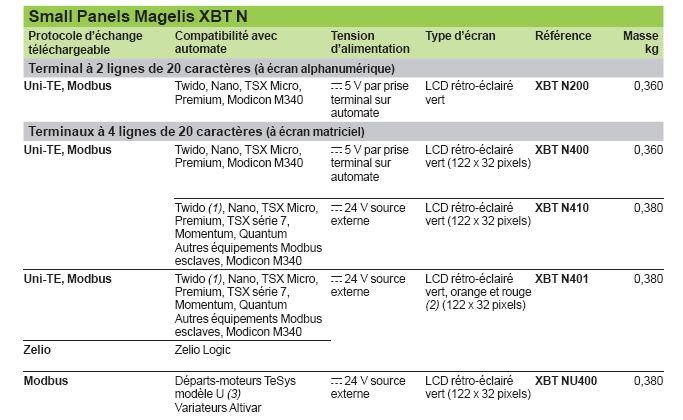 Small Panels Magelis XBT N
Protocole d'échange Compatibilité avec Tension Type d'écran Référence Masse
téléchargeable automate d'alimentation kg
Terminal à 2 lignes de 20 caractères (à écran alphanumérique)
Uni-TE, Modbus Twido, Nano, TSX Micro, ⎓ 5 V par prise LCD rétro-éclairé XBT N200 0,360
Premium, Modicon M340 terminal sur vert
automate
Terminaux à 4 lignes de 20 caractères (à écran matriciel)
Uni-TE, Modbus Twido, Nano, TSX Micro, ⎓ 5 V par prise LCD rétro-éclairé XBT N400 0,360
Premium, Modicon M340 terminal sur vert (122 x 32 pixels)
automate
Twido (1), Nano, TSX Micro, ⎓ 24 V source LCD rétro-éclairé XBT N410 0,380
Premium, TSX série 7, externe vert (122 x 32 pixels)
Momentum, Quantum
Autres équipements Modbus
esclaves, Modicon M340
Uni-TE, Modbus Twido (1), Nano, TSX Micro, ⎓ 24 V source LCD rétro-éclairé XBT N401 0,380
Premium, TSX série 7, externe vert, orange et rouge
Momentum, Quantum (2) (122 x 32 pixels)
Autres équipements Modbus
esclaves, Modicon M340
Zelio Zelio Logic
Modbus Départs-moteurs TeSys ⎓ 24 V source LCD rétro-éclairé XBT NU400 0,380
modèle U (3) externe vert (122 x 32 pixels)
Variateurs Altivar